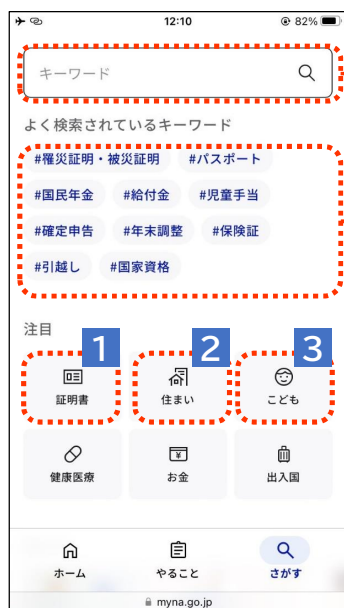 12:10
82%
キーワード
よく検索されているキーワード
#罹災証明・被災証明 #パスポート
#国民年金 #給付金 #児童手当
#確定申告 #年末調整 #保険証
#引越し #国家資格
注目
1 2 3
証明書 住まい こども
健康医療 お金 出入国
ホーム やること さがす
myna.go.jp